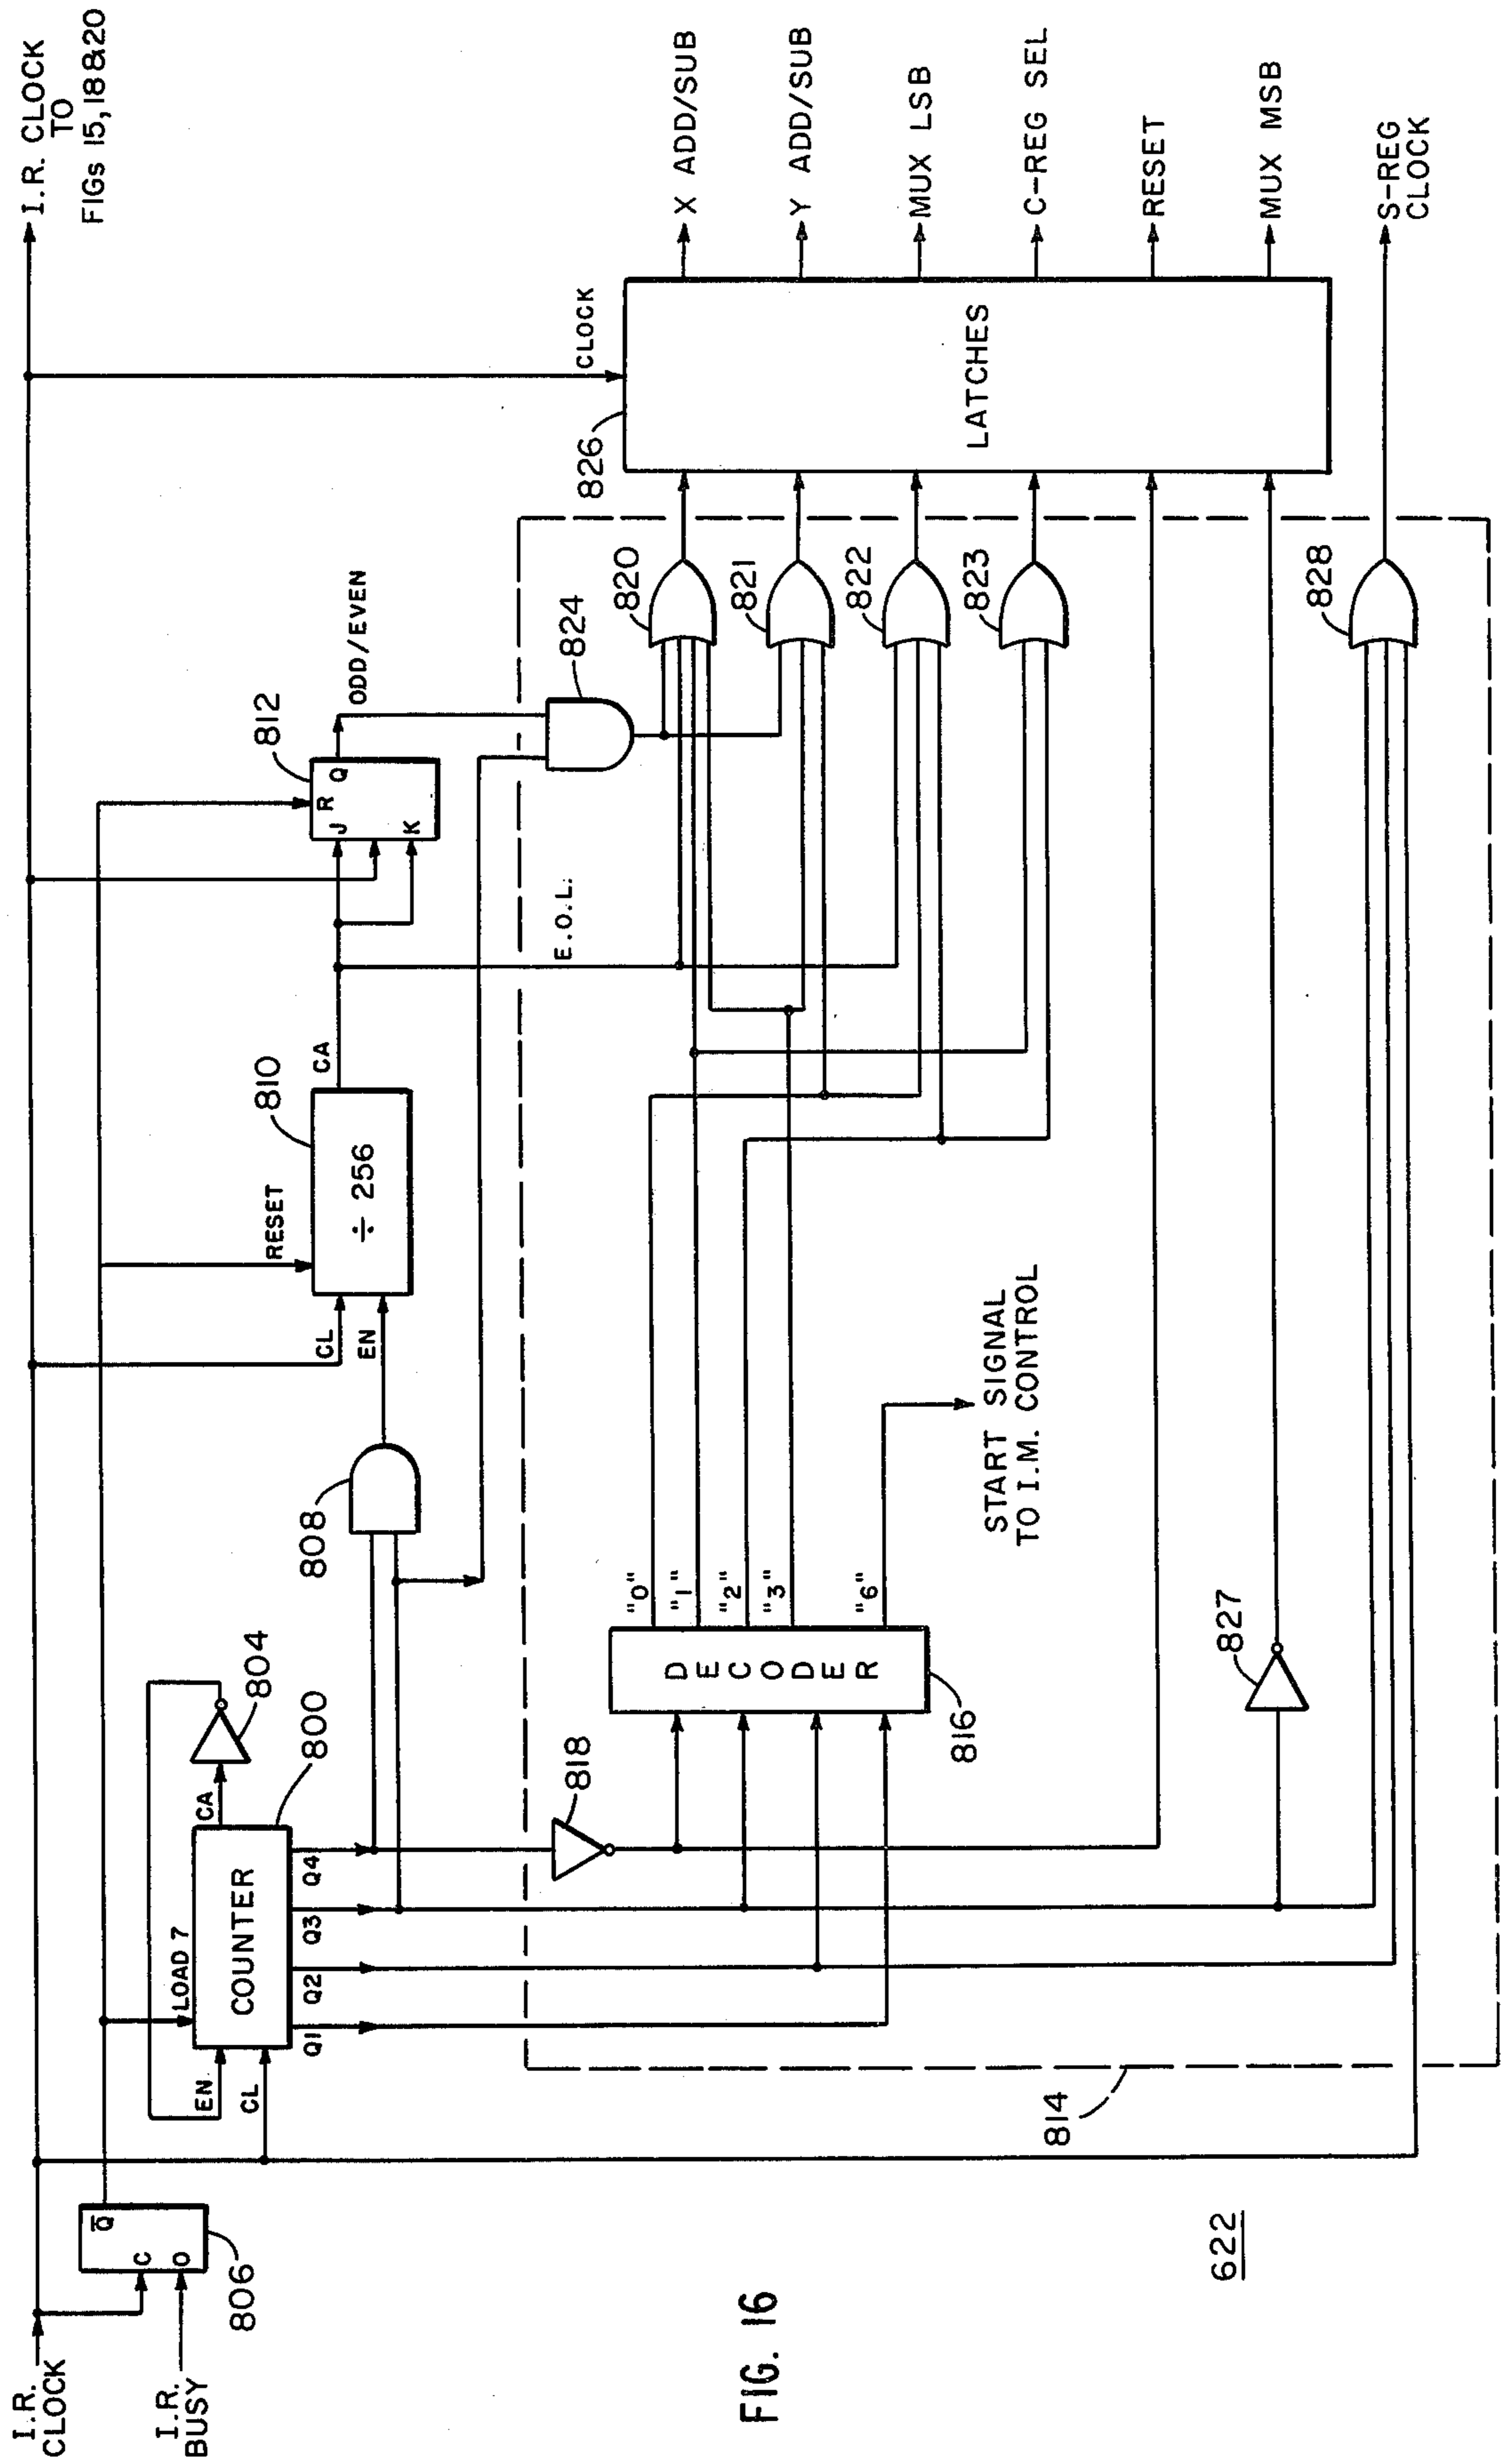 I.R. CLOCK
TO
FIGs 15, 18&20
I.R.
CLOCK
I.R.
BUSY
C
O
Q̅
806
LOAD 7
EN
CL
COUNTER
CA
804
800
Q1
Q2
Q3
Q4
808
RESET
CL
EN
÷ 256
CA
810
J
K
R
Q
812
ODD/EVEN
824
E.O.L.
818
DECODER
816
"0"
"1"
"2"
"3"
"6"
START SIGNAL
TO I.M. CONTROL
820
821
822
823
827
828
814
826
CLOCK
LATCHES
X ADD/SUB
Y ADD/SUB
MUX LSB
C-REG SEL
RESET
MUX MSB
S-REG
CLOCK
FIG. 16
622